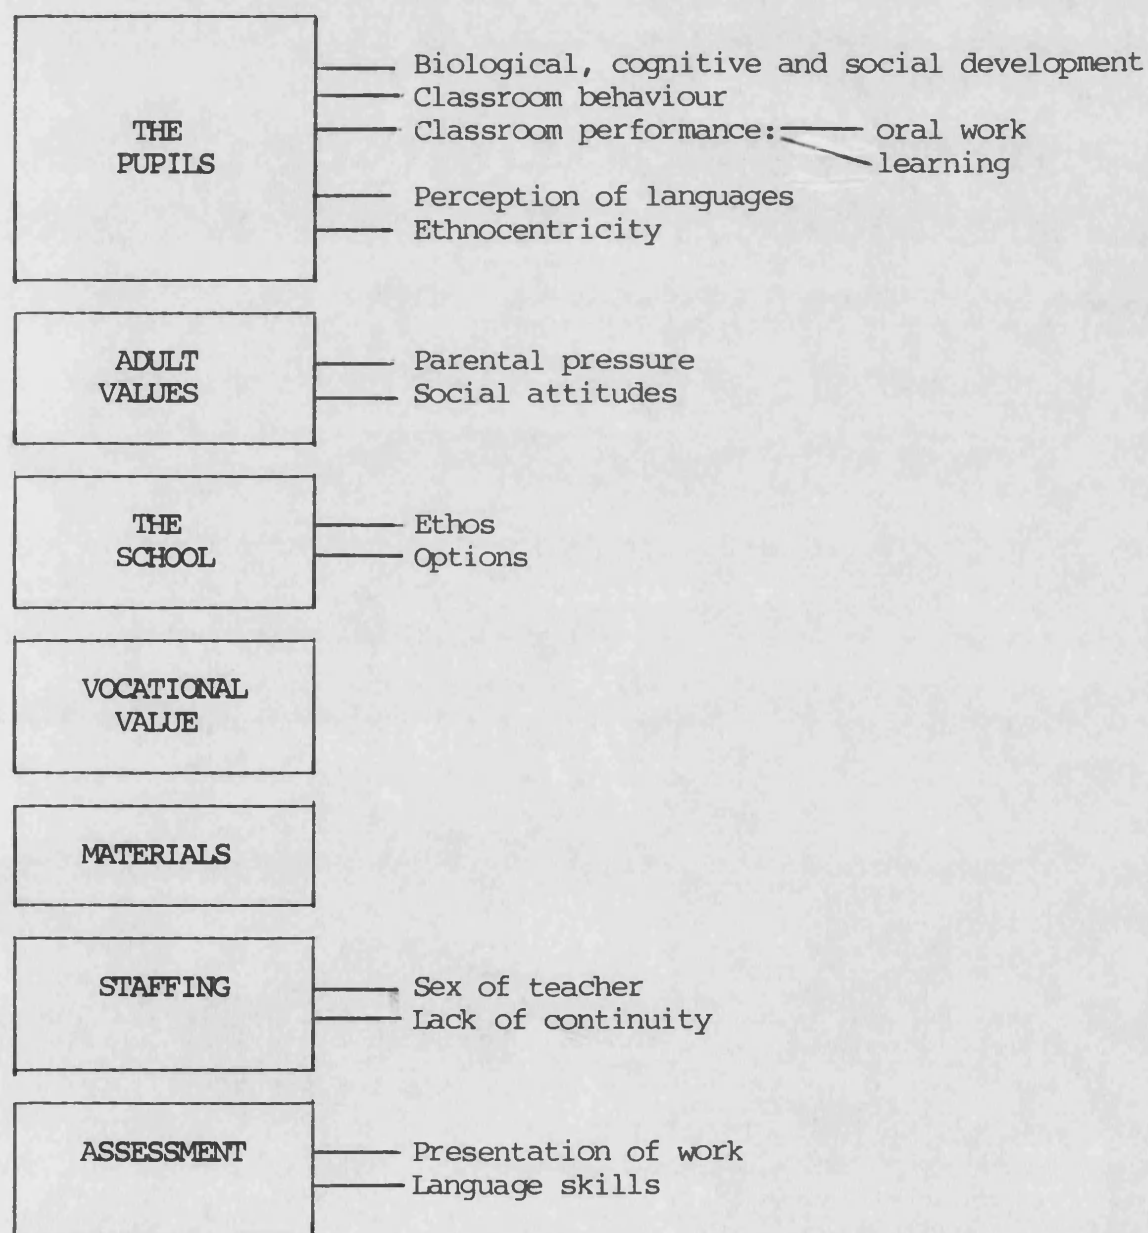 THE
PUPILS
Biological, cognitive and social development
Classroom behaviour
Classroom performance: oral work
learning
Perception of languages
Ethnocentricity
ADULT
VALUES
Parental pressure
Social attitudes
THE
SCHOOL
Ethos
Options
VOCATIONAL
VALUE
MATERIALS
STAFFING
Sex of teacher
Lack of continuity
ASSESSMENT
Presentation of work
Language skills